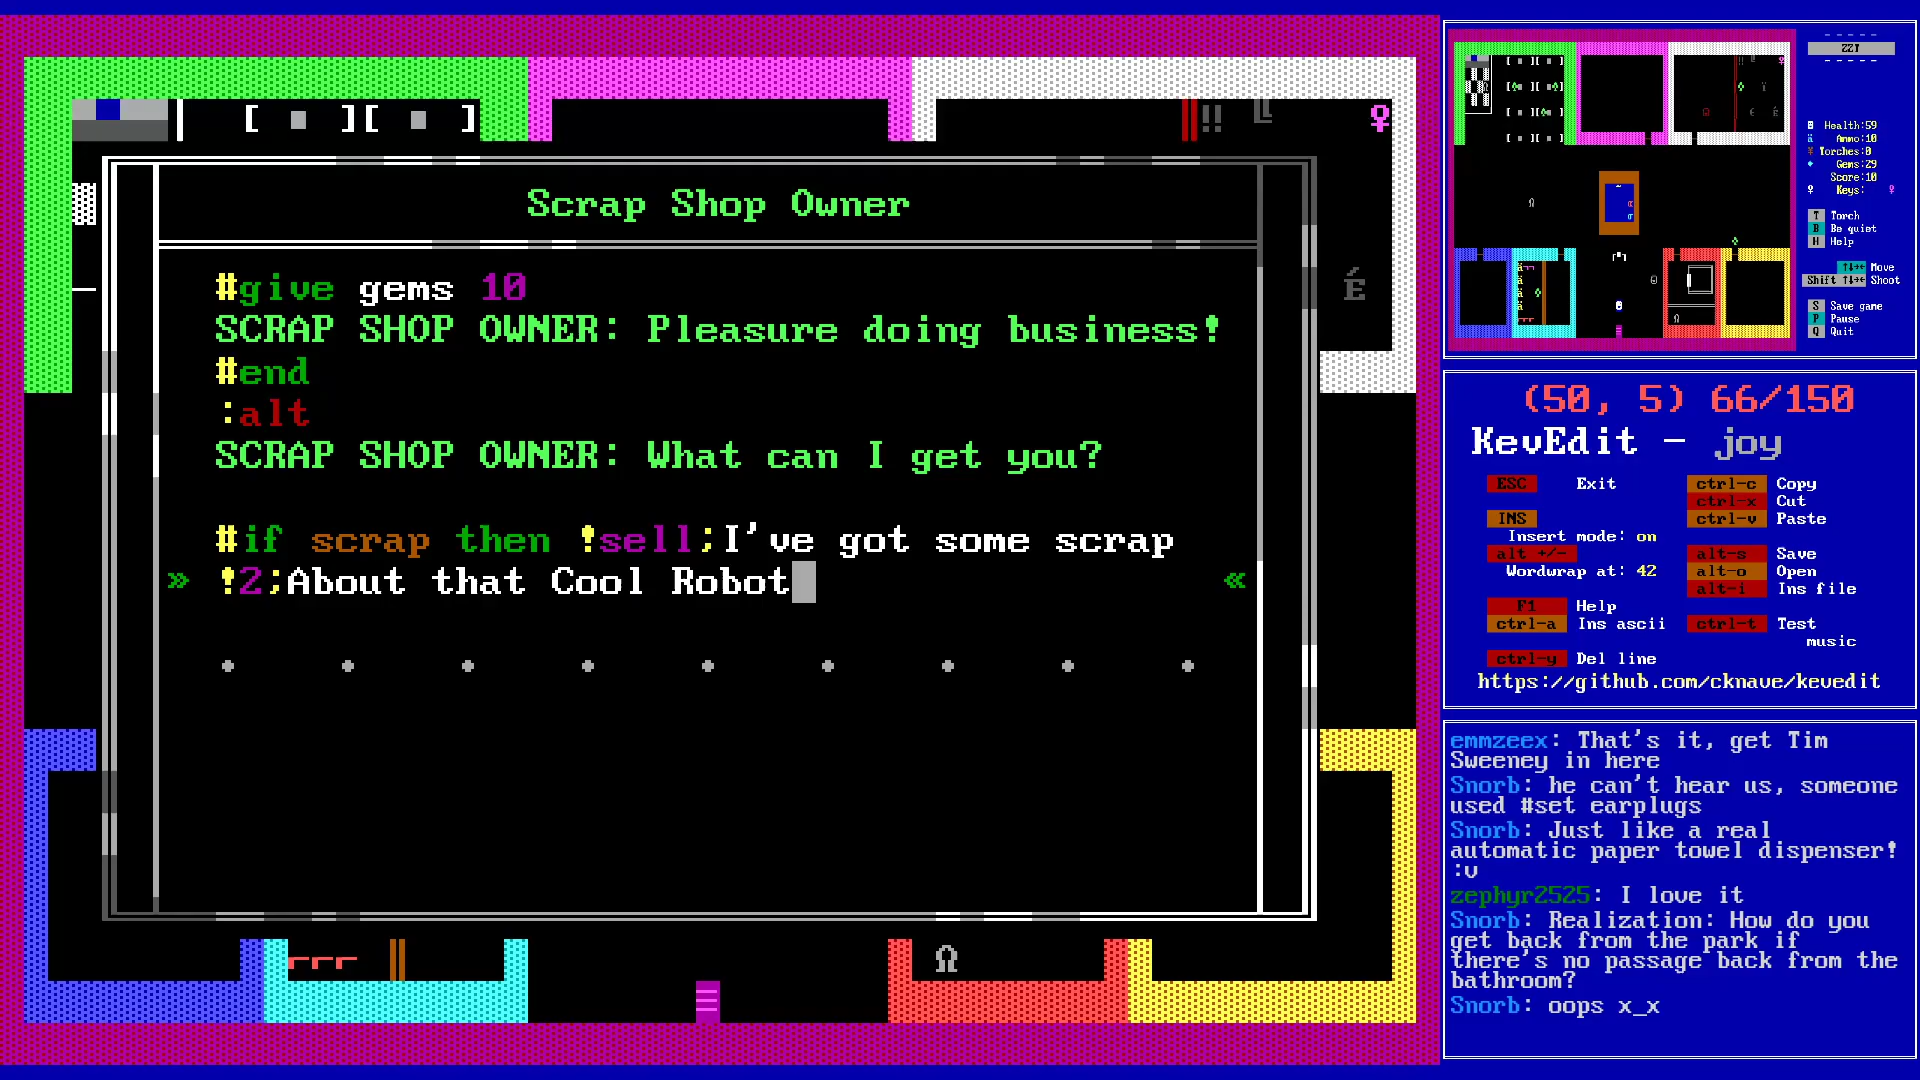 Scrap Shop Owner
#give gems 10
SCRAP SHOP OWNER: Pleasure doing business!
#end
:alt
SCRAP SHOP OWNER: What can I get you?
#if scrap then !sell;I've got some scrap
» !2;About that Cool Robot «
ZZT
Health:59
Ammo:10
Torches:0
Gems:29
Score:10
Keys:
T Torch
B Be quiet
H Help
↑↓→← Move
Shift ↑↓→← Shoot
S Save game
P Pause
Q Quit
(50, 5) 66/150
KevEdit - joy
ESC Exit ctrl-c Copy
ctrl-x Cut
INS ctrl-v Paste
Insert mode: on
alt +/- alt-s Save
Wordwrap at: 42 alt-o Open
alt-i Ins file
F1 Help
ctrl-a Ins ascii ctrl-t Test
music
ctrl-y Del line
https://github.com/cknave/kevedit
emmzeex: That's it, get Tim
Sweeney in here
Snorb: he can't hear us, someone
used #set earplugs
Snorb: Just like a real
automatic paper towel dispenser!
:v
zephyr2525: I love it
Snorb: Realization: How do you
get back from the park if
there's no passage back from the
bathroom?
Snorb: oops x_x